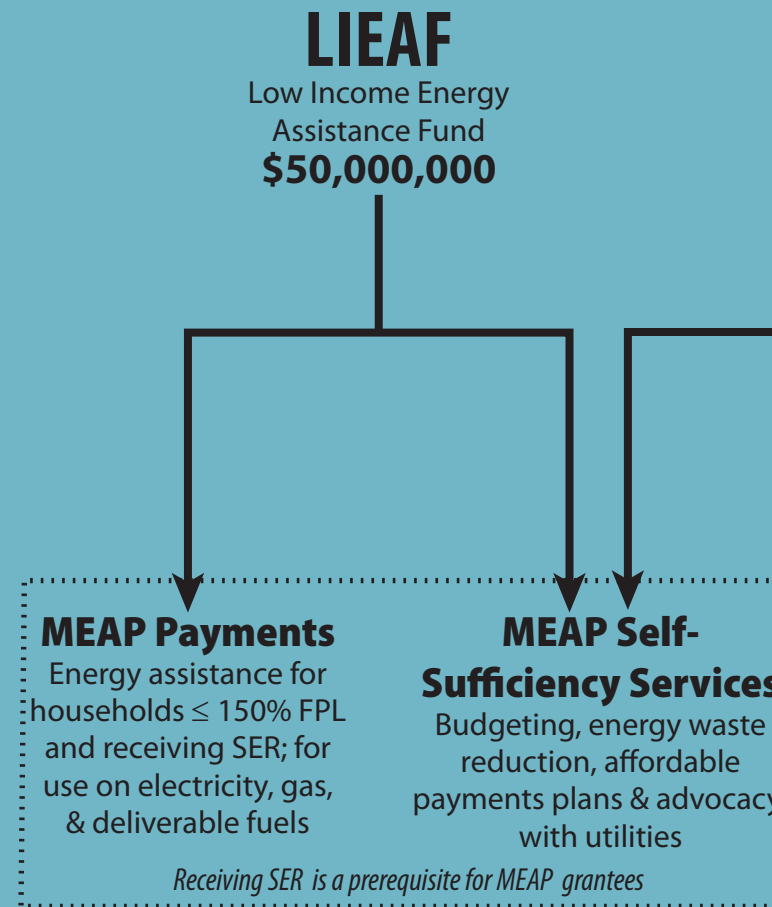 LIEAF
Low Income Energy
Assistance Fund
$50,000,000
MEAP Payments
Energy assistance for
households ≤ 150% FPL
and receiving SER; for
use on electricity, gas,
& deliverable fuels
MEAP Self-
Sufficiency Services
Budgeting, energy waste
reduction, affordable
payments plans & advocacy
with utilities
Receiving SER is a prerequisite for MEAP grantees